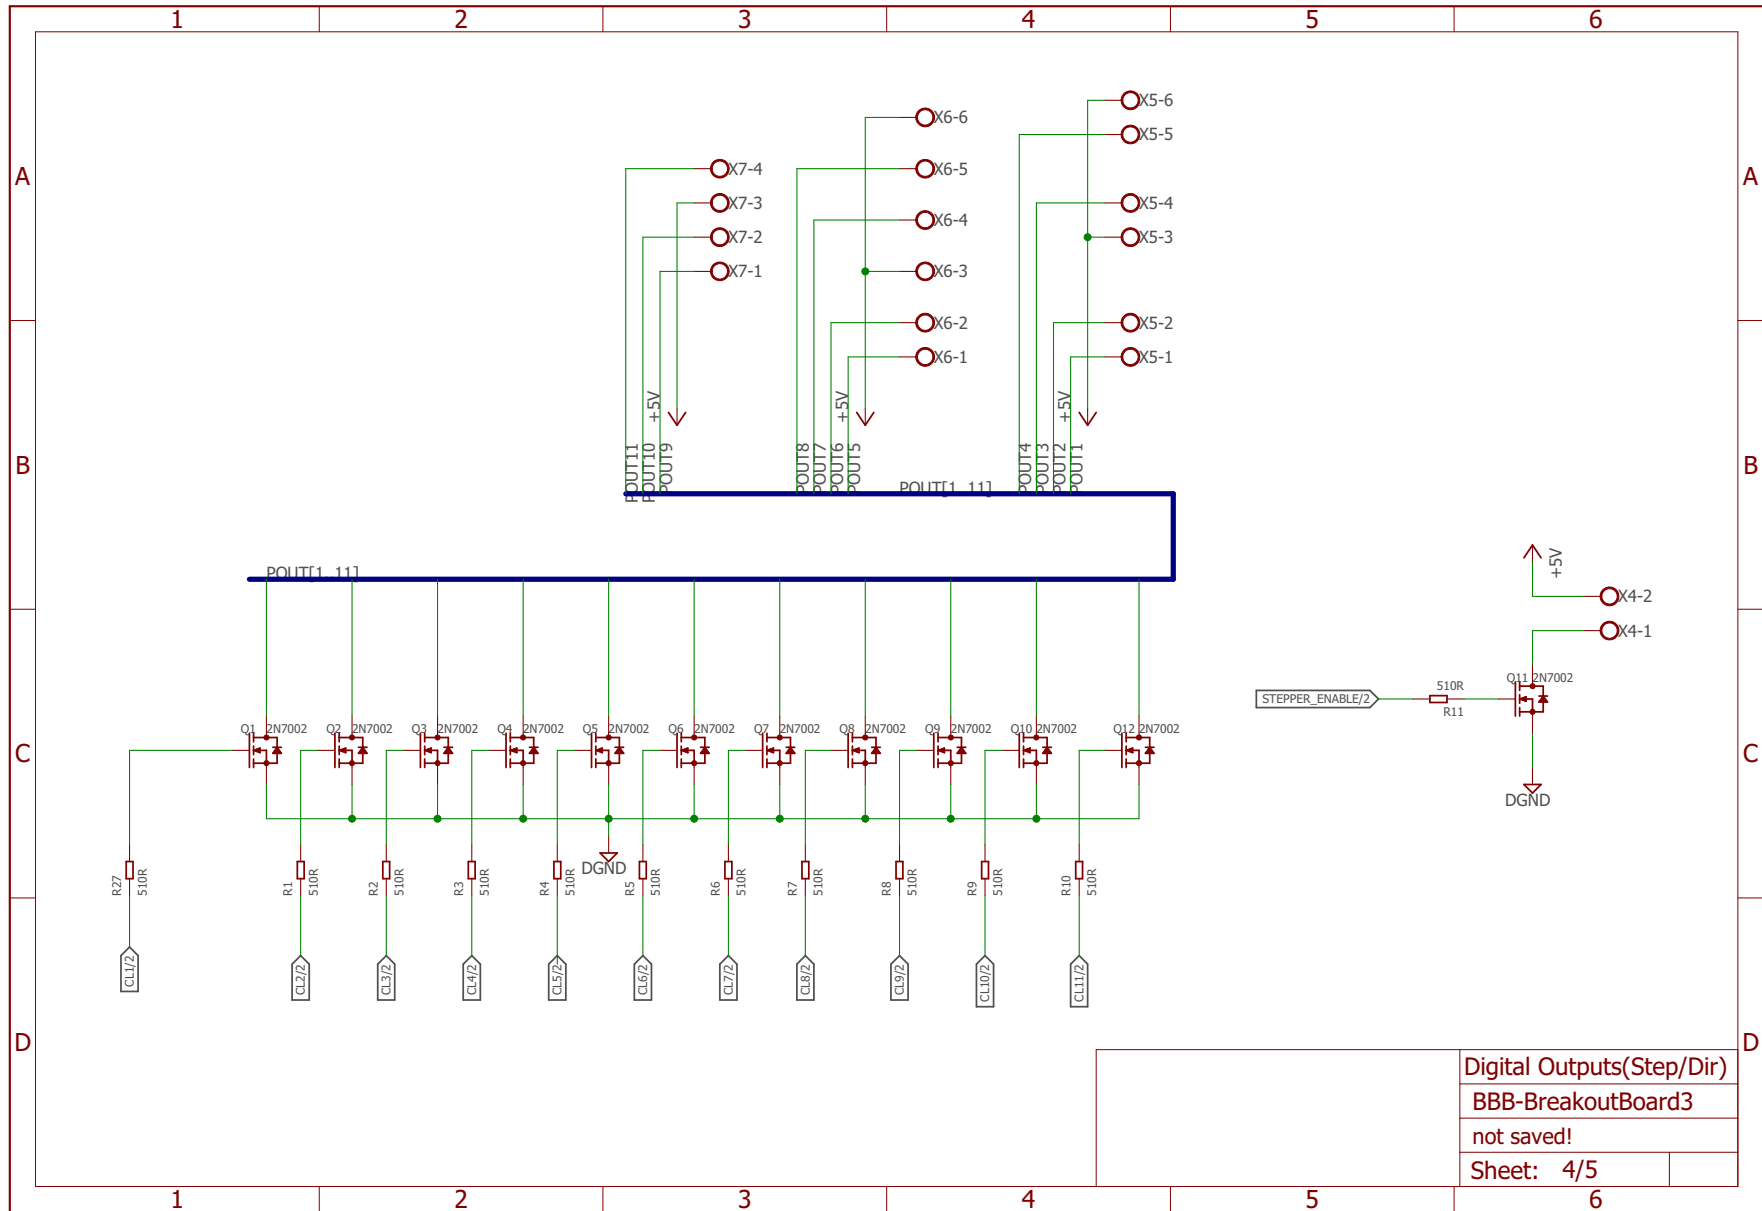 1 2 3 4 5 6
A A
X5-6
X6-6
X5-5
X7-4 X6-5
X7-3 X5-4
X6-4
X7-2 X5-3
X7-1 X6-3
X6-2 X5-2
X6-1 X5-1
+5V +5V +5V
B B
POUT11 POUT10 POUT9 POUT8 POUT7 POUT6 POUT5 POUT4 POUT3 POUT2 POUT1
POUT[1..11]
POUT[1..11]
+5V
X4-2
X4-1
Q11 2N7002
STEPPER_ENABLE/2 510R
R11
Q1 2N7002 Q2 2N7002 Q3 2N7002 Q4 2N7002 Q5 2N7002 Q6 2N7002 Q7 2N7002 Q8 2N7002 Q9 2N7002 Q10 2N7002 Q12 2N7002
C C
DGND
DGND
R27 510R R1 510R R2 510R R3 510R R4 510R R5 510R R6 510R R7 510R R8 510R R9 510R R10 510R
CL1/2 CL2/2 CL3/2 CL4/2 CL5/2 CL6/2 CL7/2 CL8/2 CL9/2 CL10/2 CL11/2
D D
Digital Outputs(Step/Dir)
BBB-BreakoutBoard3
not saved!
Sheet: 4/5
1 2 3 4 5 6